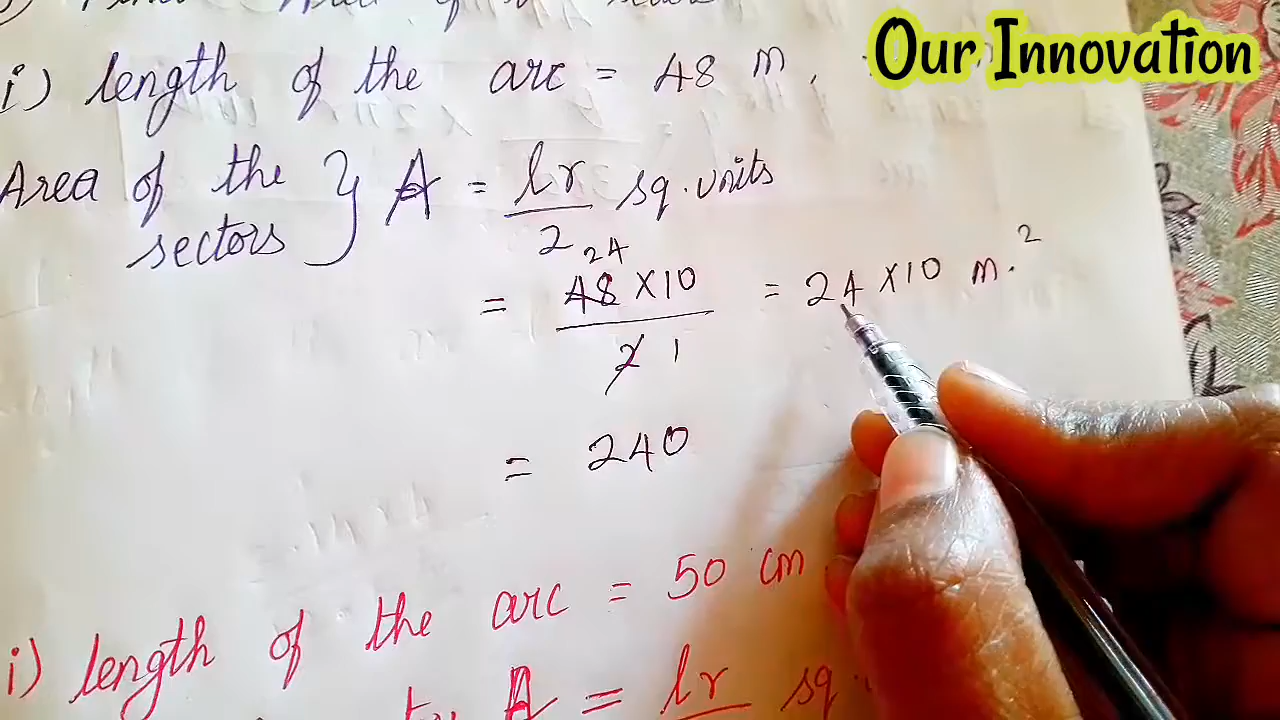 Our Innovation
i) length of the arc = 48 m.
Area of the sectors } A = lr/2 sq.units
= 48 × 10 / 2 = 24 × 10 m.²
24
1
= 240
i) length of the arc = 50 cm
A = lr sq.